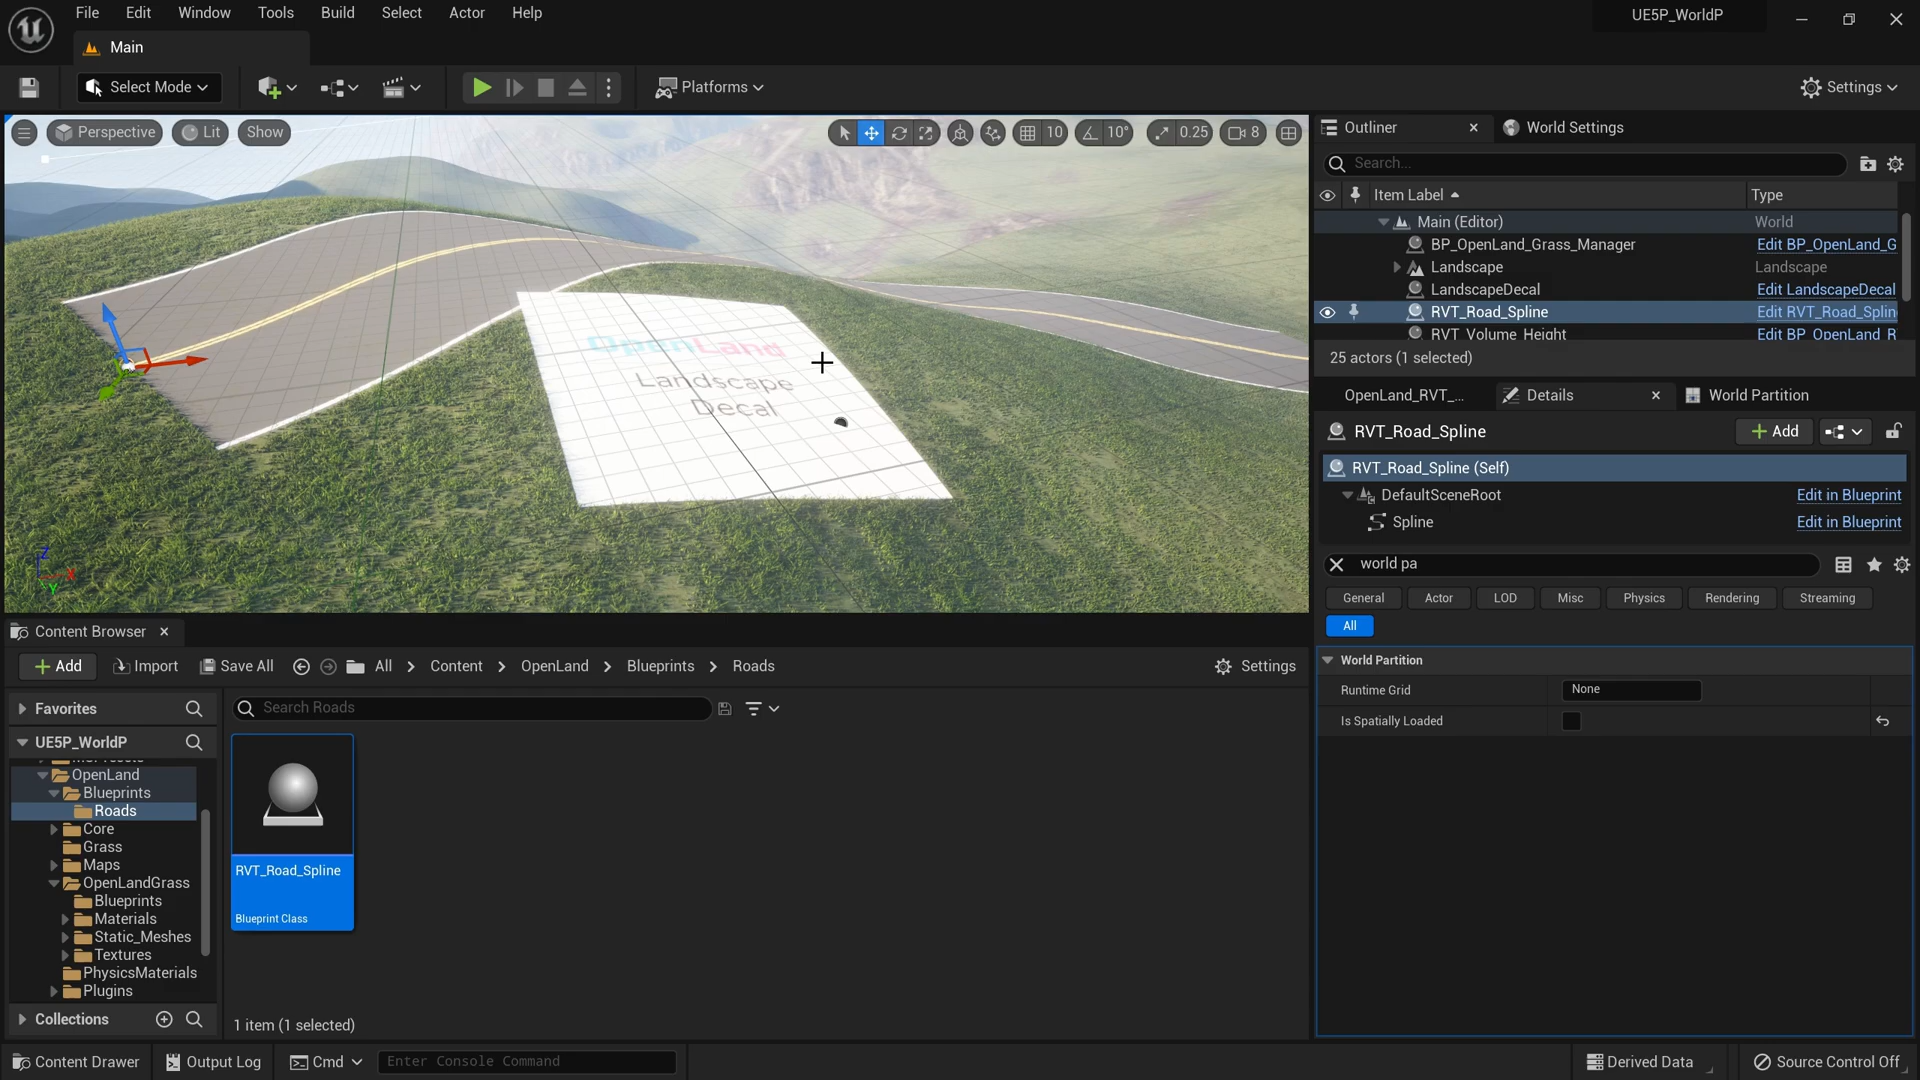 File Edit Window Tools Build Select Actor Help
UE5P_WorldP
Main
Select Mode
Platforms
Settings
Perspective
Lit
Show
10
10°
0.25
8
OpenLand
Landscape
Decal
Z
X
Y
Outliner
World Settings
Search...
Item Label
Type
Main (Editor) World
BP_OpenLand_Grass_Manager Edit BP_OpenLand_G
Landscape Landscape
LandscapeDecal Edit LandscapeDecal
RVT_Road_Spline Edit RVT_Road_Splin
RVT_Volume_Height Edit BP_OpenLand_R
25 actors (1 selected)
OpenLand_RVT_...
Details
World Partition
RVT_Road_Spline
Add
RVT_Road_Spline (Self)
DefaultSceneRoot Edit in Blueprint
Spline Edit in Blueprint
world pa
General Actor LOD Misc Physics Rendering Streaming
All
World Partition
Runtime Grid None
Is Spatially Loaded
Content Browser
Add Import Save All All Content OpenLand Blueprints Roads Settings
Favorites
Search Roads
UE5P_WorldP
OpenLand
Blueprints
Roads
Core
Grass
Maps
OpenLandGrass
Blueprints
Materials
Static_Meshes
Textures
PhysicsMaterials
Plugins
Collections
RVT_Road_Spline
Blueprint Class
1 item (1 selected)
Content Drawer
Output Log
Cmd
Enter Console Command
Derived Data
Source Control Off